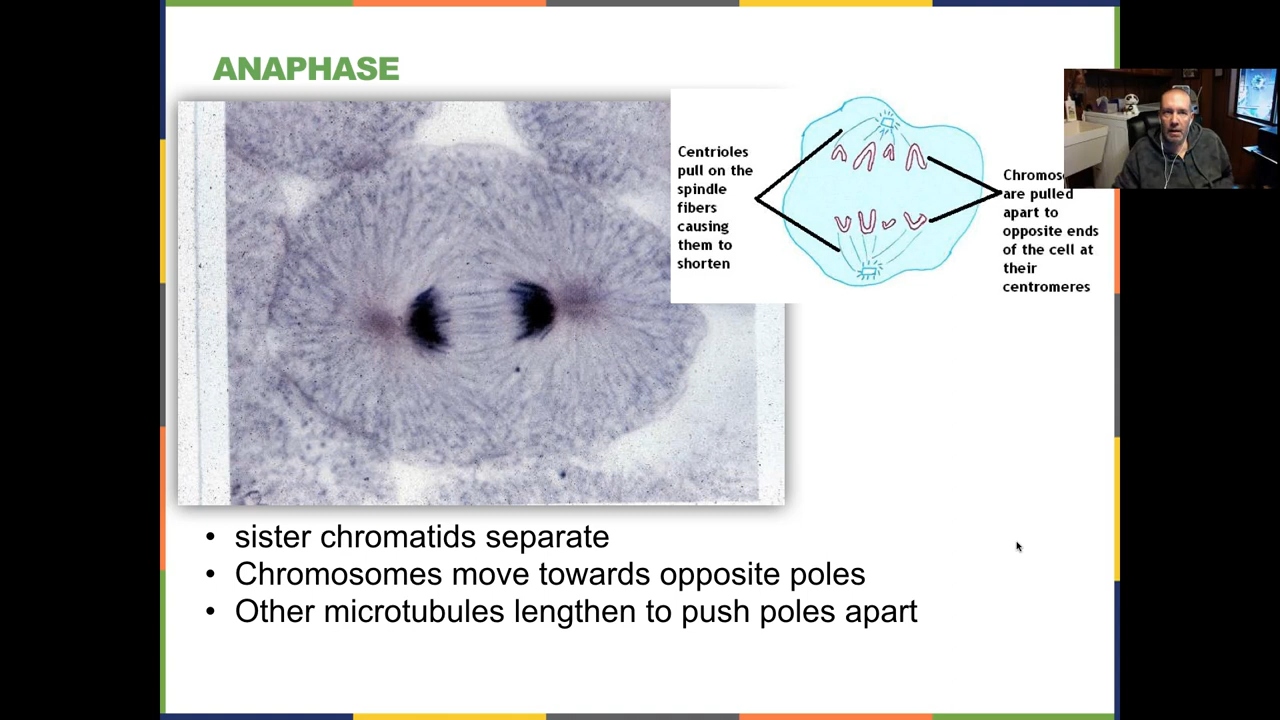 ANAPHASE
Centrioles
pull on the
spindle
fibers
causing
them to
shorten
are pulled
apart to
opposite ends
of the cell at
their
centromeres
• sister chromatids separate
• Chromosomes move towards opposite poles
• Other microtubules lengthen to push poles apart